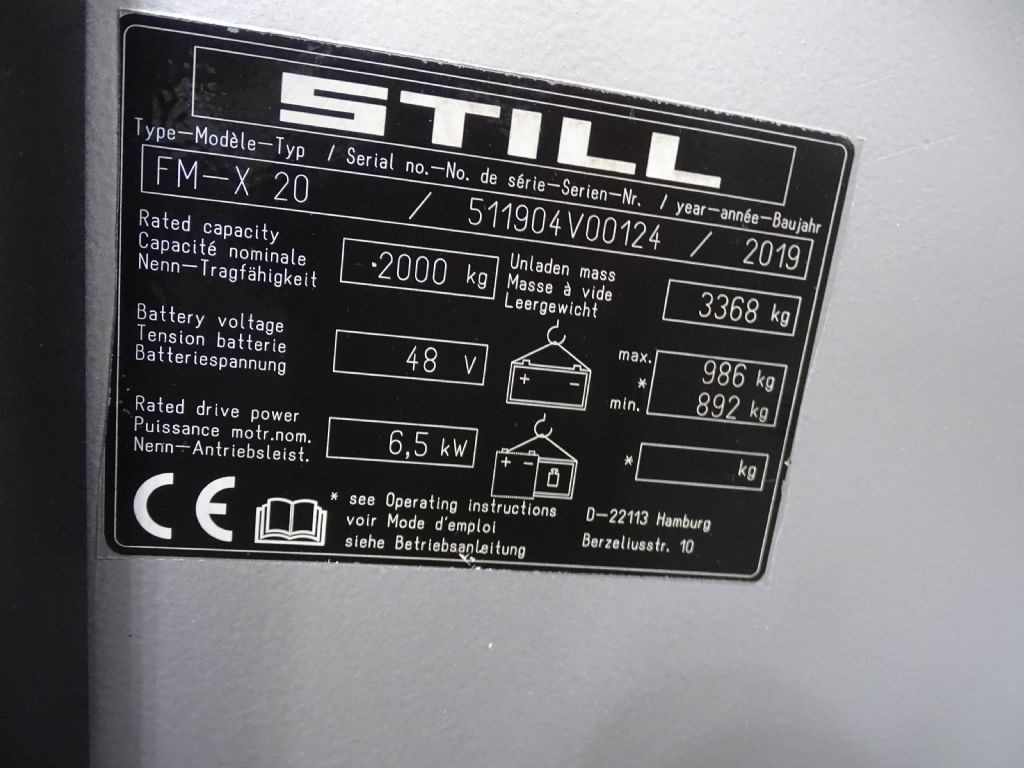 STILL
Type–Modèle–Typ / Serial no.–No. de série–Serien–Nr. / year–année–Baujahr
FM–X 20 / 511904V00124 / 2019
Rated capacity
Capacité nominale
Nenn–Tragfähigkeit
2000 kg
Unladen mass
Masse à vide
Leergewicht
3368 kg
Battery voltage
Tension batterie
Batteriespannung
48 V
+ –
max. 986 kg
*
min. 892 kg
Rated drive power
Puissance motr.nom.
Nenn–Antriebsleist.
6,5 kW
+ –
* kg
CE
* see Operating instructions
voir Mode d'emploi
siehe Betriebsanleitung
D–22113 Hamburg
Berzeliusstr. 10